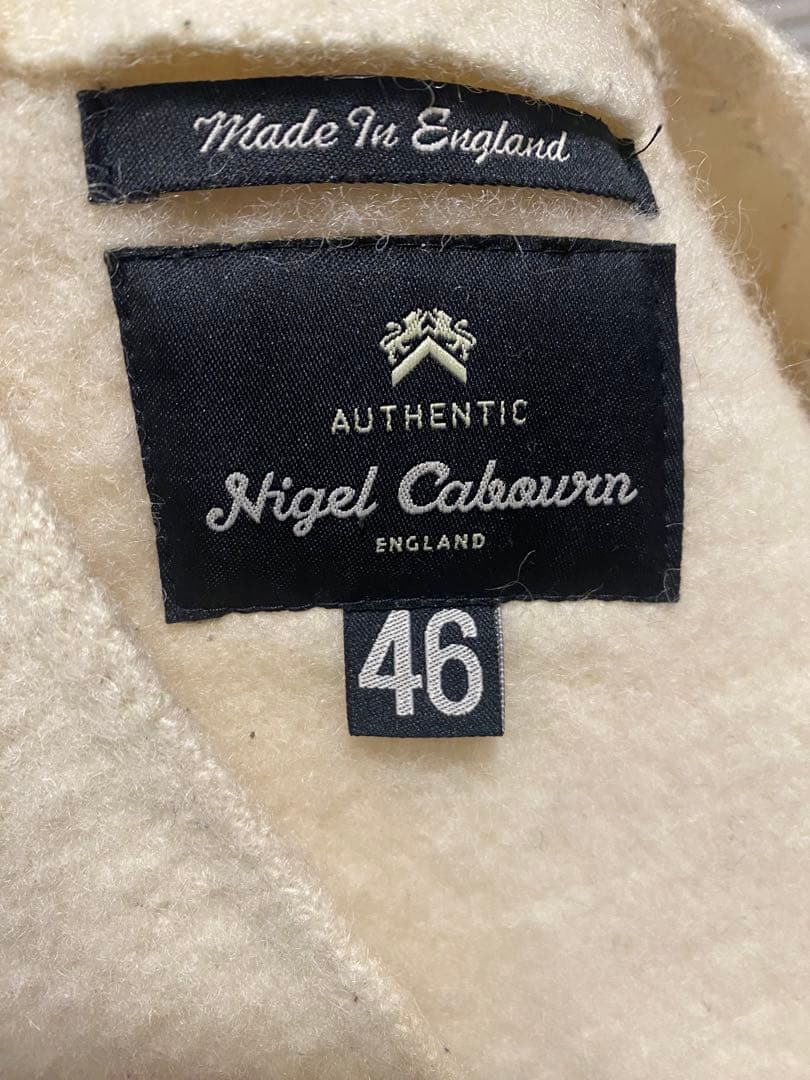 Made In England
AUTHENTIC
Nigel Cabourn
ENGLAND
46